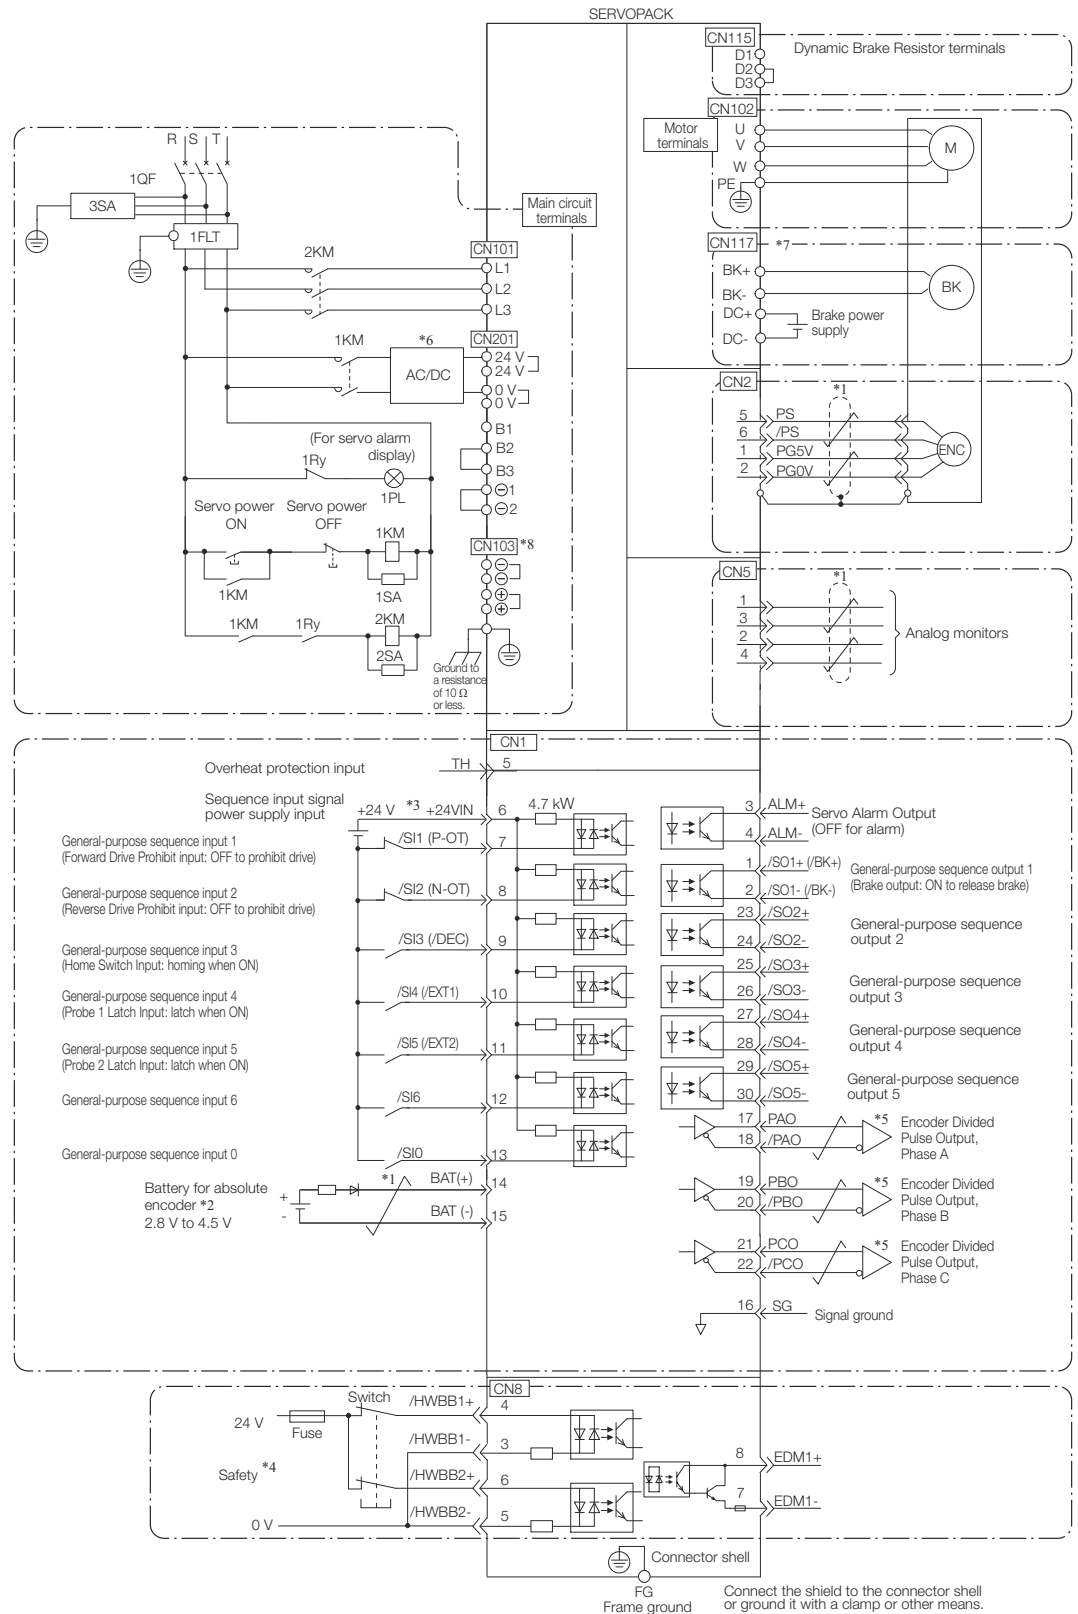 SERVOPACK
CN115
Dynamic Brake Resistor terminals
D1
D2
D3
CN102
Motor
terminals
U
V
W
PE
M
R S T
1QF
3SA
1FLT
2KM
Main circuit
terminals
CN101
L1
L2
L3
CN117 *7
BK+
BK-
DC+
DC-
BK
Brake power
supply
1KM
*6
AC/DC
CN201
24 V
24 V
0 V
0 V
B1
B2
B3
⊖1
⊖2
(For servo alarm
display)
1Ry
1PL
Servo power
ON
Servo power
OFF
1KM
1KM
1SA
1KM
1Ry
2KM
2SA
CN103 *8
⊖
⊖
⊕
⊕
Ground to
a resistance
of 10 Ω
or less.
CN2
*1
5 PS
6 /PS
1 PG5V
2 PG0V
ENC
CN5
*1
1
3
2
4
Analog monitors
CN1
Overheat protection input
TH 5
Sequence input signal
power supply input
+24 V *3 +24VIN 6 4.7 kW
General-purpose sequence input 1
(Forward Drive Prohibit input: OFF to prohibit drive)
/SI1 (P-OT) 7
General-purpose sequence input 2
(Reverse Drive Prohibit input: OFF to prohibit drive)
/SI2 (N-OT) 8
General-purpose sequence input 3
(Home Switch Input: homing when ON)
/SI3 (/DEC) 9
General-purpose sequence input 4
(Probe 1 Latch Input: latch when ON)
/SI4 (/EXT1) 10
General-purpose sequence input 5
(Probe 2 Latch Input: latch when ON)
/SI5 (/EXT2) 11
General-purpose sequence input 6
/SI6 12
General-purpose sequence input 0
/SI0 13
Battery for absolute
encoder *2
2.8 V to 4.5 V
+
-
*1
BAT(+) 14
BAT (-) 15
3 ALM+
4 ALM-
Servo Alarm Output
(OFF for alarm)
1 /SO1+ (/BK+)
2 /SO1- (/BK-)
General-purpose sequence output 1
(Brake output: ON to release brake)
23 /SO2+
24 /SO2-
General-purpose sequence
output 2
25 /SO3+
26 /SO3-
General-purpose sequence
output 3
27 /SO4+
28 /SO4-
General-purpose sequence
output 4
29 /SO5+
30 /SO5-
General-purpose sequence
output 5
17 PAO
18 /PAO
*5 Encoder Divided
Pulse Output,
Phase A
19 PBO
20 /PBO
*5 Encoder Divided
Pulse Output,
Phase B
21 PCO
22 /PCO
*5 Encoder Divided
Pulse Output,
Phase C
16 SG
Signal ground
CN8
24 V
Fuse
Switch
Safety *4
0 V
/HWBB1+ 4
/HWBB1- 3
/HWBB2+ 6
/HWBB2- 5
8 EDM1+
7 EDM1-
Connector shell
FG
Frame ground
Connect the shield to the connector shell
or ground it with a clamp or other means.